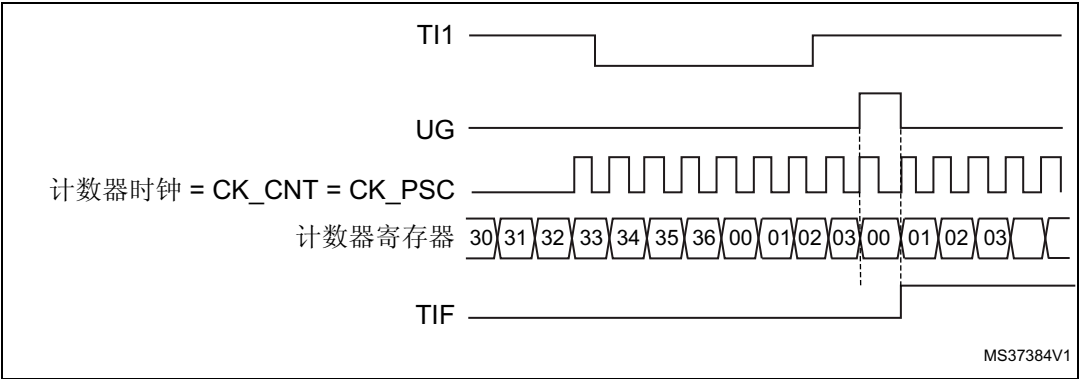 TI1
UG
计数器时钟 = CK_CNT = CK_PSC
计数器寄存器 30 31 32 33 34 35 36 00 01 02 03 00 01 02 03
TIF
MS37384V1